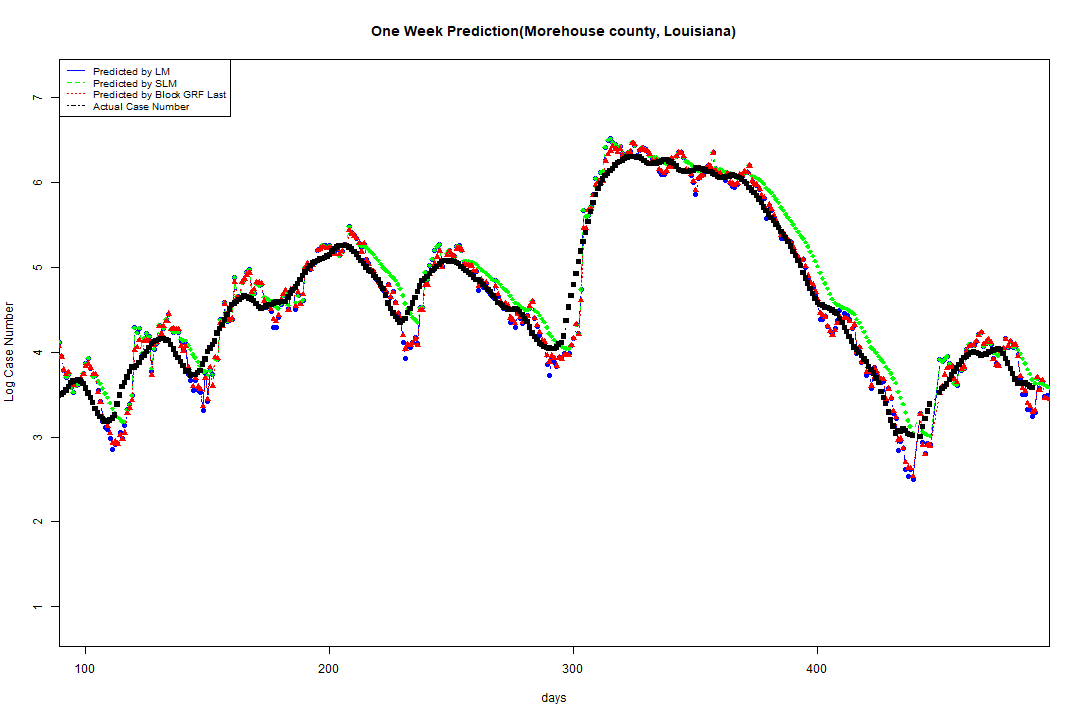 One Week Prediction(Morehouse county, Louisiana)
Predicted by LM
Predicted by SLM
Predicted by Block GRF Last
Actual Case Number
7
6
5
4
3
2
1
Log Case Number
100 200 300 400
days